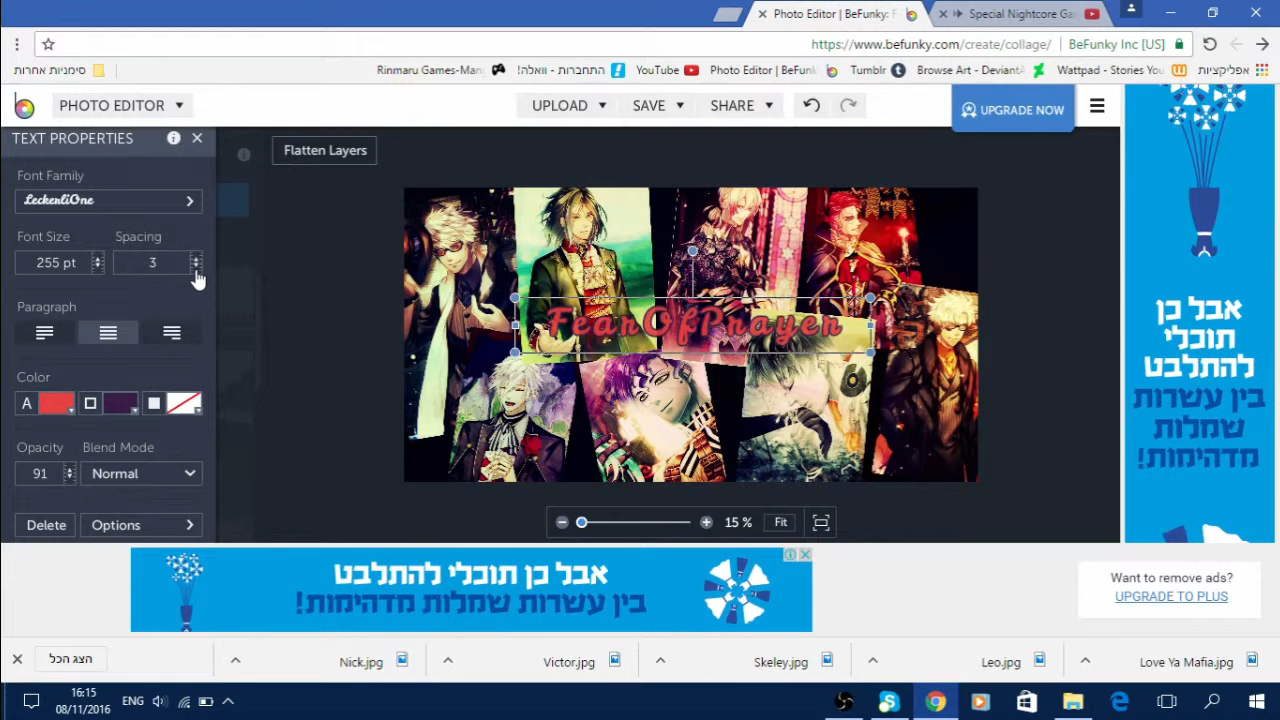 Photo Editor | BeFunky: F
Special Nightcore Ga
https://www.befunky.com/create/collage/
BeFunky Inc [US]
סימניות אחרות
Rinmaru Games-Mang
התחברות - וואלה!
YouTube
Photo Editor | BeFunk
Tumblr
Browse Art - DeviantA
Wattpad - Stories You
אפליקציות
PHOTO EDITOR
UPLOAD
SAVE
SHARE
UPGRADE NOW
TEXT PROPERTIES
Flatten Layers
Font Family
LeckerliOne
Font Size
Spacing
255 pt
3
Paragraph
Color
A
Opacity
Blend Mode
91
Normal
Delete
Options
FearOfPrayer
15 %
Fit
אבל כן
תוכלי
להתלבט
בין עשרות
שמלות
מדהימות!
אבל כן תוכלי להתלבט
בין עשרות שמלות מדהימות!
Want to remove ads?
UPGRADE TO PLUS
הצג הכל
Nick.jpg
Victor.jpg
Skeley.jpg
Leo.jpg
Love Ya Mafia.jpg
16:15
08/11/2016
ENG